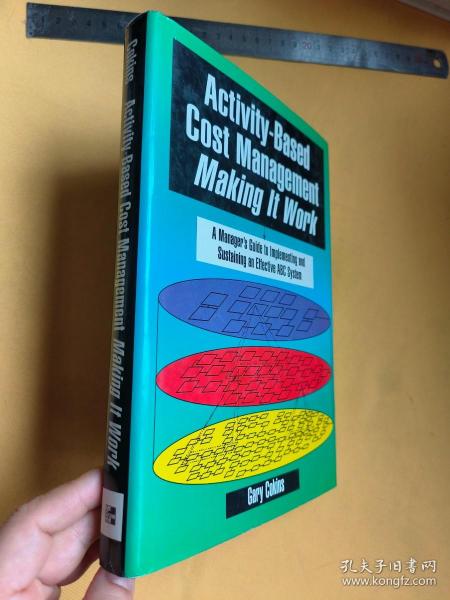 Activity-Based
Cost Management
Making It Work
A Manager's Guide to Implementing and
Sustaining an Effective ABC System
Gary Cokins
Cokins Activity-Based Cost Management Making It Work
孔夫子旧书网
www.kongfz.com